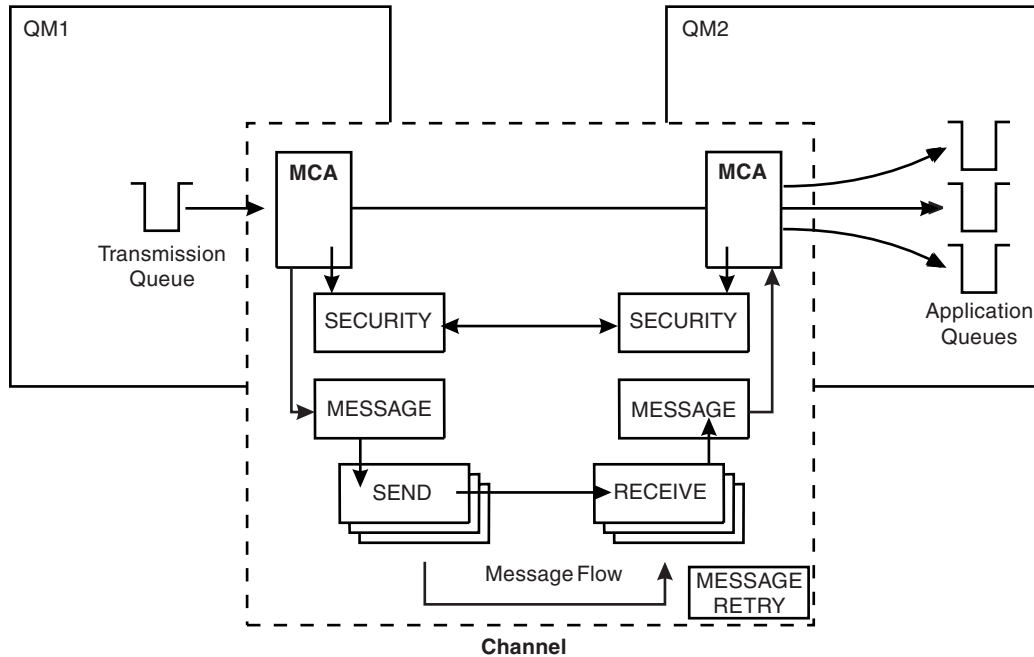 QM1
QM2
MCA
MCA
Transmission
Queue
SECURITY
SECURITY
Application
Queues
MESSAGE
MESSAGE
SEND
RECEIVE
Message Flow
MESSAGE
RETRY
Channel